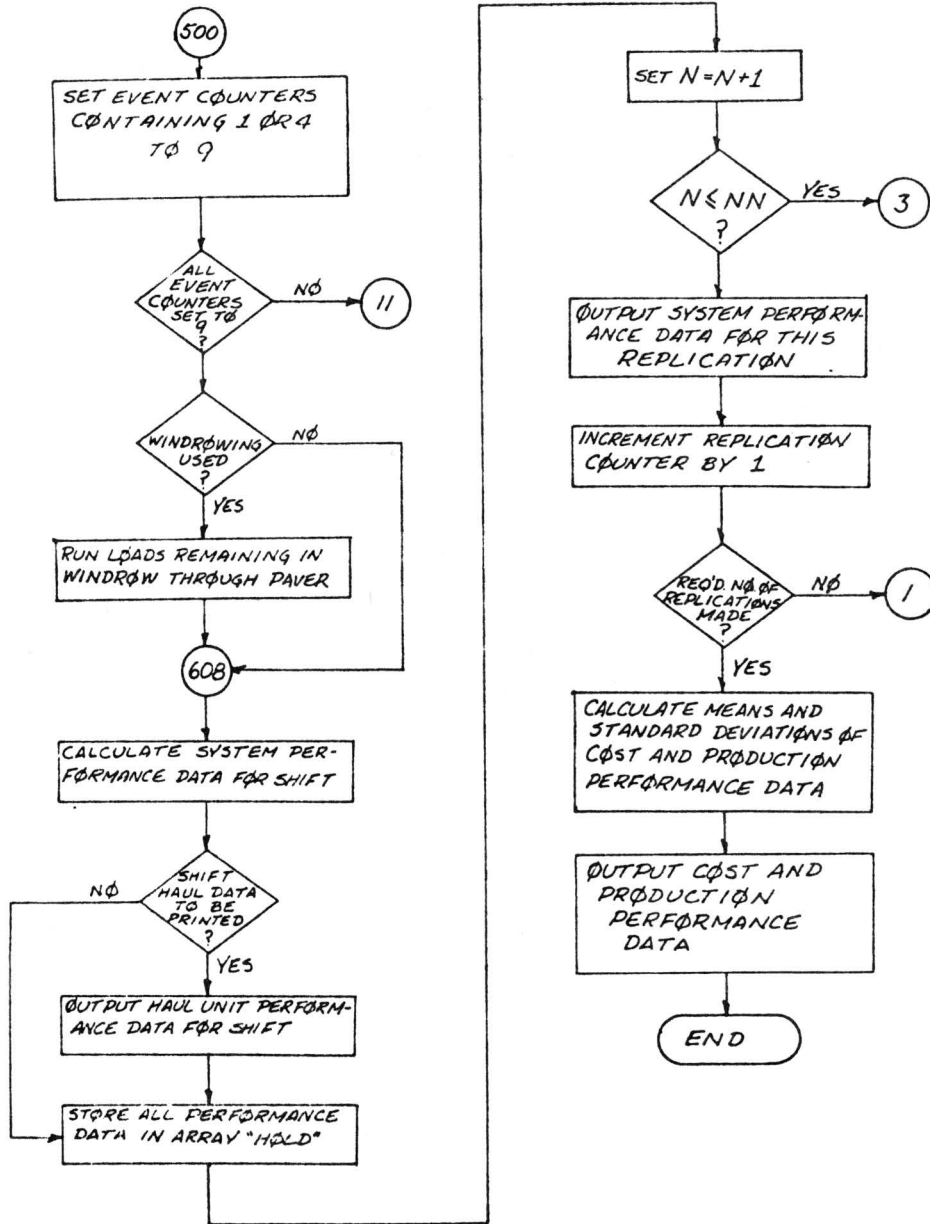 500
SET EVENT CØUNTERS
CØNTAINING 1 ØR 4
TØ 9
ALL
EVENT
CØUNTERS
SET TØ
9
?
NØ
11
WINDRØWING
USED
?
NØ
YES
RUN LØADS REMAINING IN
WINDRØW THRØUGH PAVER
608
CALCULATE SYSTEM PER-
FØRMANCE DATA FØR SHIFT
SHIFT
HAUL DATA
TØ BE
PRINTED
?
NØ
YES
ØUTPUT HAUL UNIT PERFØRM-
ANCE DATA FØR SHIFT
STØRE ALL PERFØRMANCE
DATA IN ARRAY "HØLD"
SET N=N+1
N≤NN
?
YES
3
ØUTPUT SYSTEM PERFØRM-
ANCE DATA FØR THIS
REPLICATIØN
INCREMENT REPLICATIØN
CØUNTER BY 1
REQ'D. NØ. ØF
REPLICATIØNS
MADE
?
NØ
1
YES
CALCULATE MEANS AND
STANDARD DEVIATIØNS ØF
CØST AND PRØDUCTIØN
PERFØRMANCE DATA
ØUTPUT CØST AND
PRØDUCTIØN
PERFØRMANCE
DATA
END